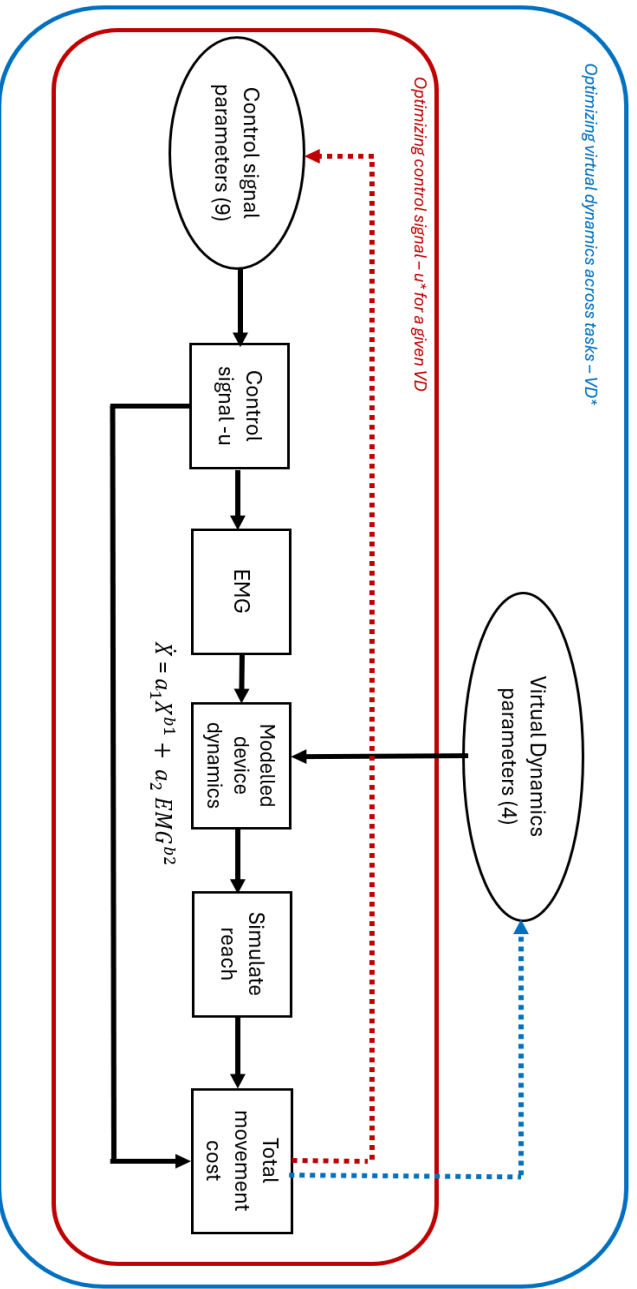 Optimizing virtual dynamics across tasks – VD*
Optimizing control signal – u* for a given VD
Virtual Dynamics
parameters (4)
Control signal
parameters (9)
Control
signal -u
EMG
Modelled
device
dynamics
Simulate
reach
Total
movement
cost
Ẋ = a₁X^{b1} + a₂ EMG^{b2}